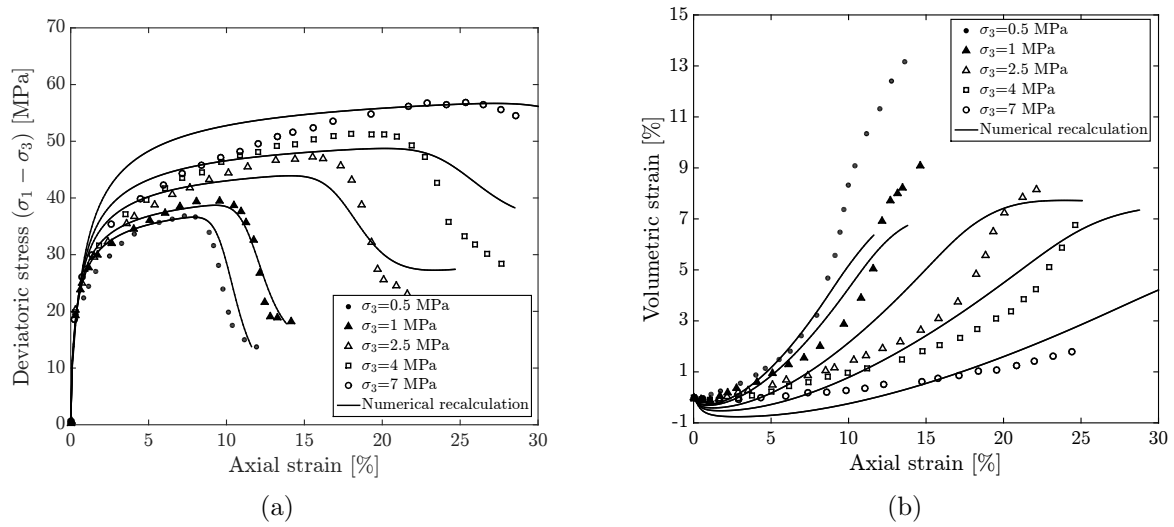 70
60
50
40
30
20
10
0
0 5 10 15 20 25 30
Deviatoric stress (σ₁ − σ₃) [MPa]
Axial strain [%]
σ₃=0.5 MPa
σ₃=1 MPa
σ₃=2.5 MPa
σ₃=4 MPa
σ₃=7 MPa
Numerical recalculation
(a)
15
13
11
9
7
5
3
1
-1
0 5 10 15 20 25 30
Volumetric strain [%]
Axial strain [%]
σ₃=0.5 MPa
σ₃=1 MPa
σ₃=2.5 MPa
σ₃=4 MPa
σ₃=7 MPa
Numerical recalculation
(b)